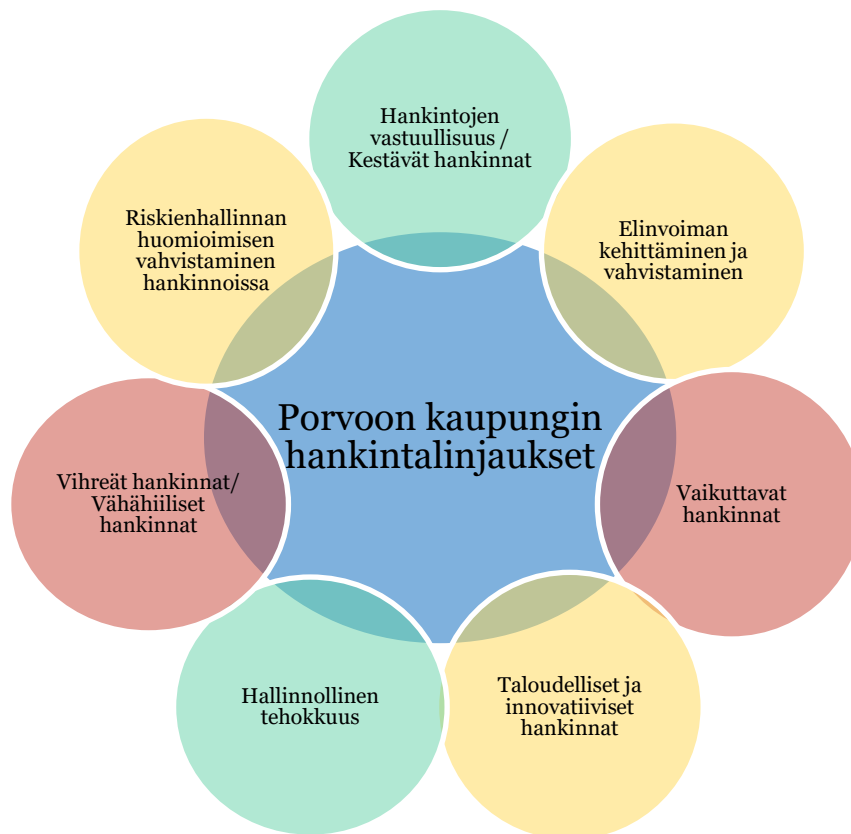 Hankintojen
vastuullisuus /
Kestävät hankinnat
Elinvoiman
kehittäminen ja
vahvistaminen
Vaikuttavat
hankinnat
Taloudelliset ja
innovatiiviset
hankinnat
Hallinnollinen
tehokkuus
Vihreät hankinnat/
Vähähiiliset
hankinnat
Riskienhallinnan
huomioimisen
vahvistaminen
hankinnoissa
Porvoon kaupungin
hankintalinjaukset